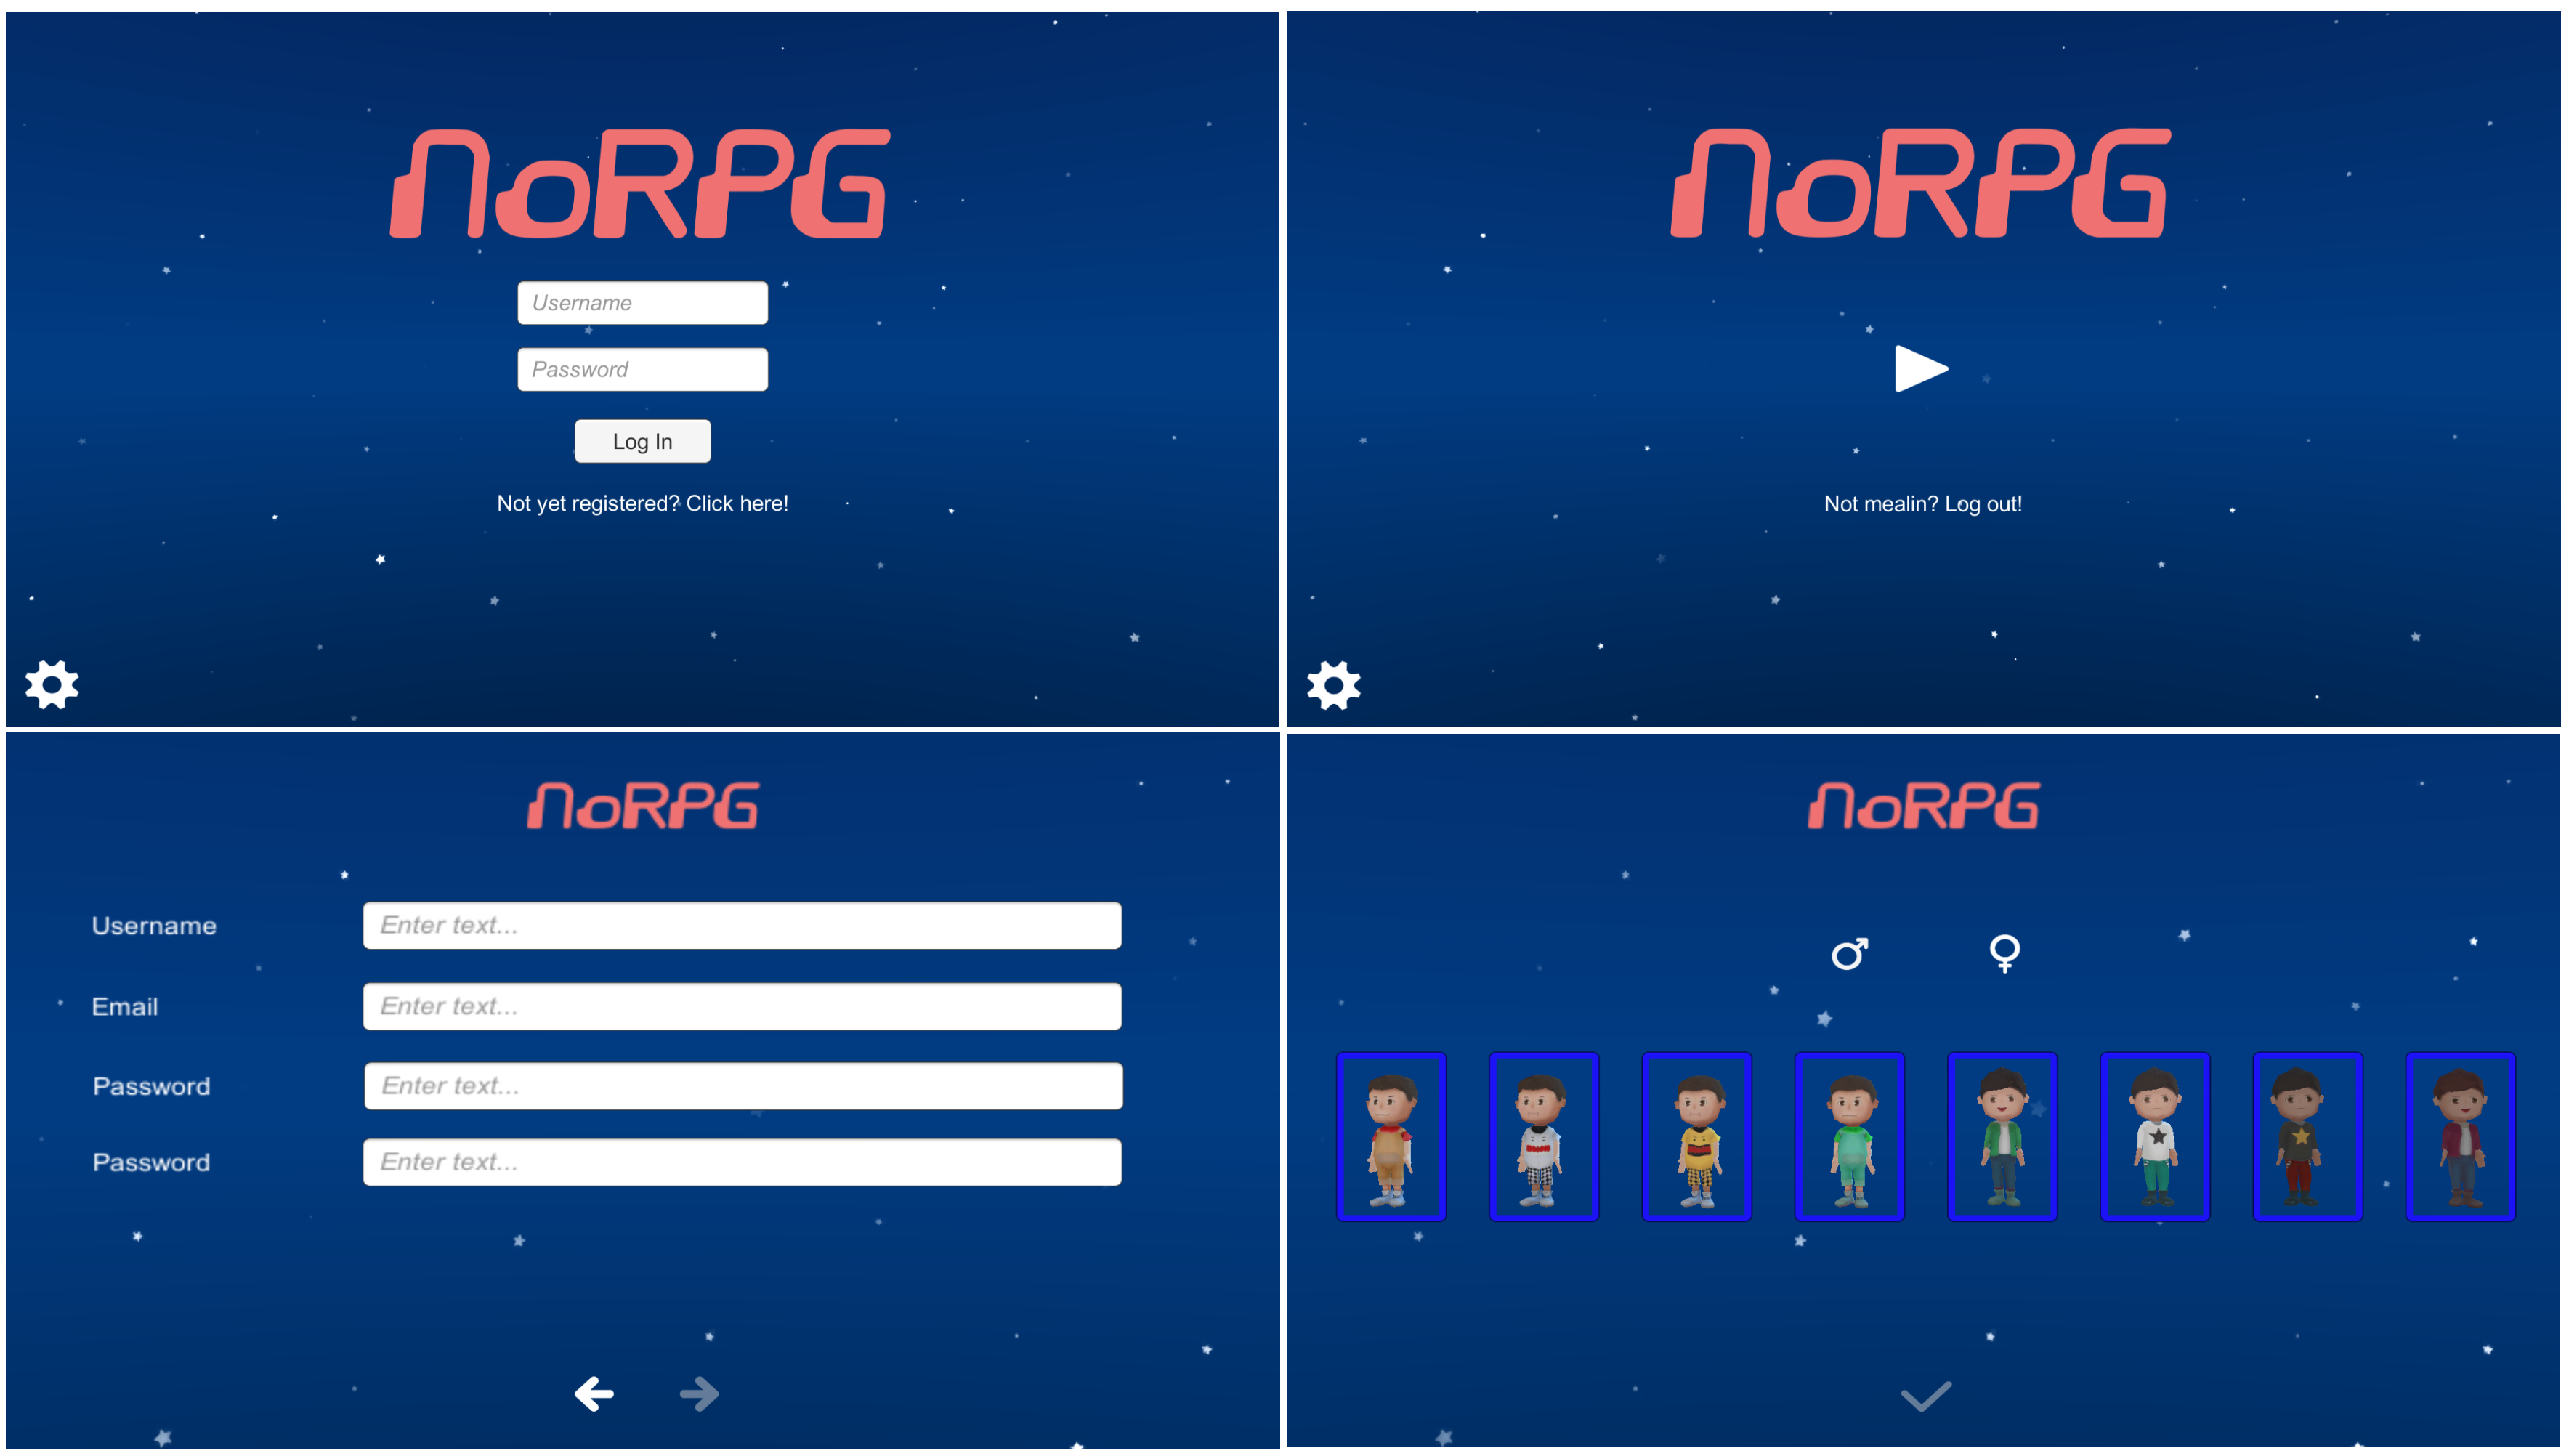 NoRPG
Username
Password
Log In
Not yet registered? Click here!
NoRPG
Not mealin? Log out!
NoRPG
Username
Enter text...
Email
Enter text...
Password
Enter text...
Password
Enter text...
NoRPG